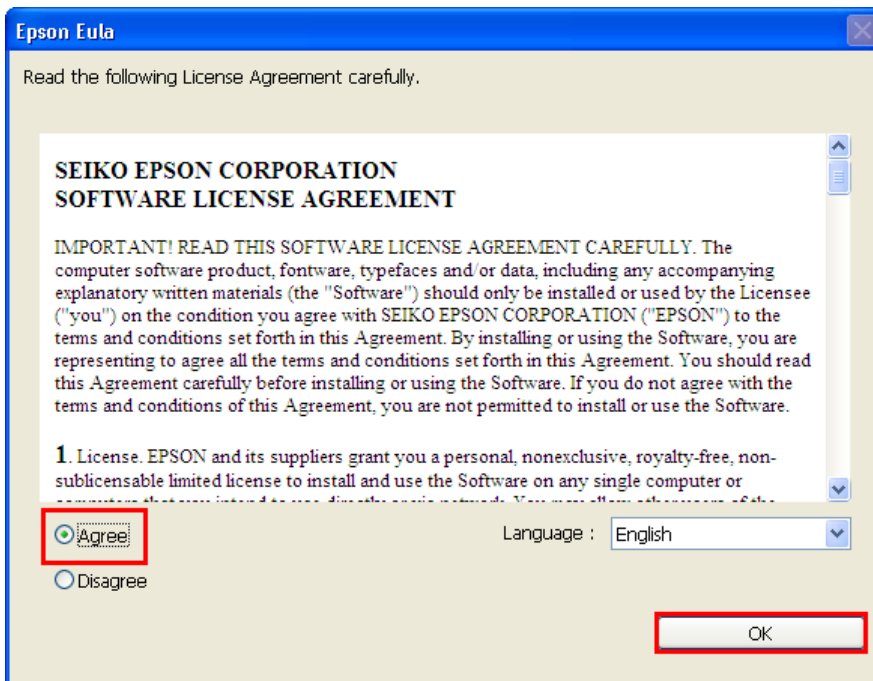 Epson Eula
Read the following License Agreement carefully.
SEIKO EPSON CORPORATION
SOFTWARE LICENSE AGREEMENT
IMPORTANT! READ THIS SOFTWARE LICENSE AGREEMENT CAREFULLY. The
computer software product, fontware, typefaces and/or data, including any accompanying
explanatory written materials (the "Software") should only be installed or used by the Licensee
("you") on the condition you agree with SEIKO EPSON CORPORATION ("EPSON") to the
terms and conditions set forth in this Agreement. By installing or using the Software, you are
representing to agree all the terms and conditions set forth in this Agreement. You should read
this Agreement carefully before installing or using the Software. If you do not agree with the
terms and conditions of this Agreement, you are not permitted to install or use the Software.
1. License. EPSON and its suppliers grant you a personal, nonexclusive, royalty-free, non-
sublicensable limited license to install and use the Software on any single computer or
Agree
Language : English
Disagree
OK